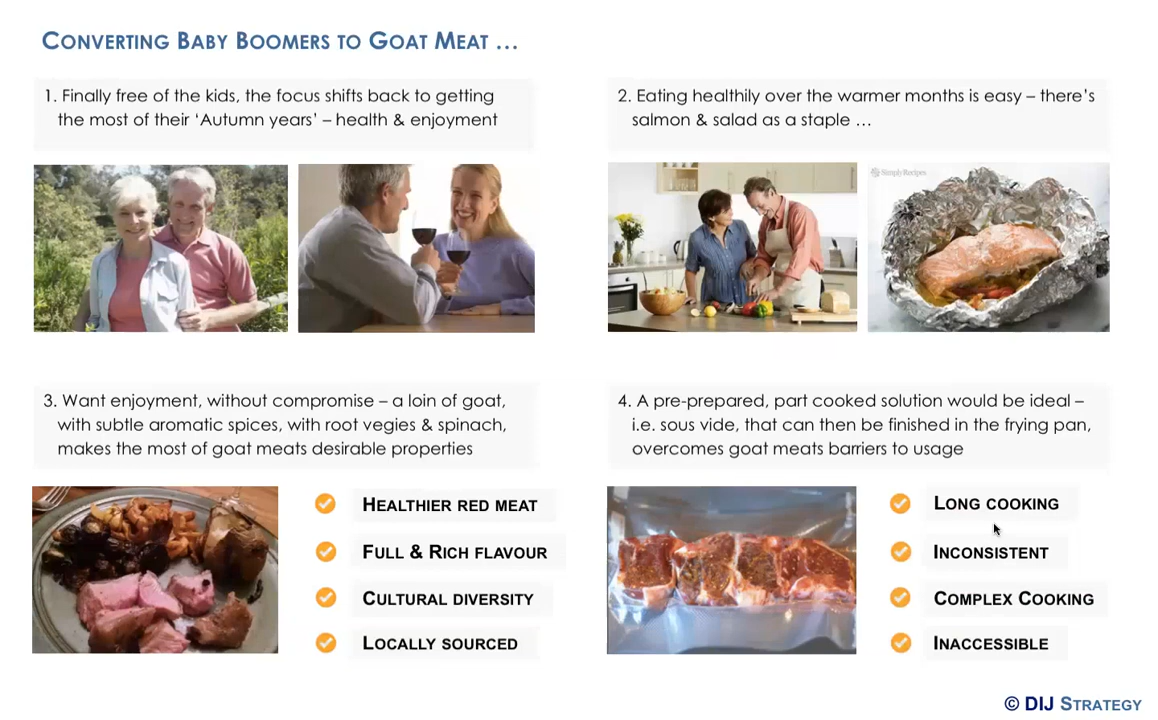 CONVERTING BABY BOOMERS TO GOAT MEAT ...
1. Finally free of the kids, the focus shifts back to getting
the most of their ‘Autumn years’ – health & enjoyment
2. Eating healthily over the warmer months is easy – there’s
salmon & salad as a staple ...
SimplyRecipes
3. Want enjoyment, without compromise – a loin of goat,
with subtle aromatic spices, with root vegies & spinach,
makes the most of goat meats desirable properties
HEALTHIER RED MEAT
FULL & RICH FLAVOUR
CULTURAL DIVERSITY
LOCALLY SOURCED
4. A pre-prepared, part cooked solution would be ideal –
i.e. sous vide, that can then be finished in the frying pan,
overcomes goat meats barriers to usage
LONG COOKING
INCONSISTENT
COMPLEX COOKING
INACCESSIBLE
© DIJ STRATEGY